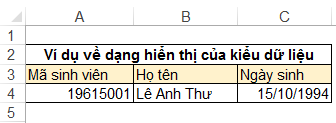 A B C
1
2 Ví dụ về dạng hiển thị của kiểu dữ liệu
3 Mã sinh viên Họ tên Ngày sinh
4 19615001 Lê Anh Thư 15/10/1994
5